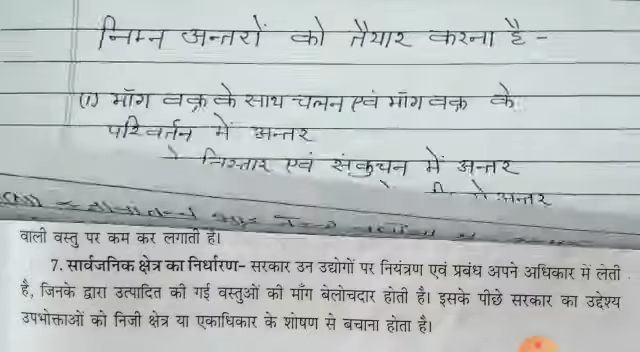 निम्न अन्तरों को तैयार करना है -
(1) माँग वक्र के साथ चलन एवं माँग वक्र के
परिवर्तन में अन्तर
विस्तार एवं संकुचन में अन्तर
में अन्तर
वाली वस्तु पर कम कर लगाती है।
7. सार्वजनिक क्षेत्र का निर्धारण- सरकार उन उद्योगों पर नियंत्रण एवं प्रबंध अपने अधिकार में लेती
है, जिनके द्वारा उत्पादित की गई वस्तुओं की माँग बेलोचदार होती है। इसके पीछे सरकार का उद्देश्य
उपभोक्ताओं को निजी क्षेत्र या एकाधिकार के शोषण से बचाना होता है।